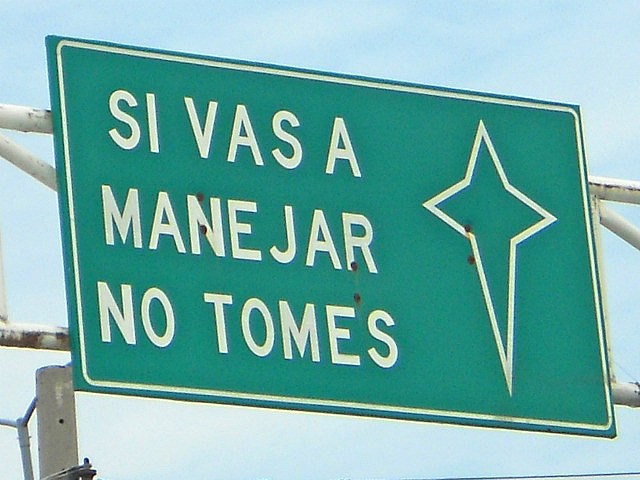 SI VAS A
MANEJAR
NO TOMES